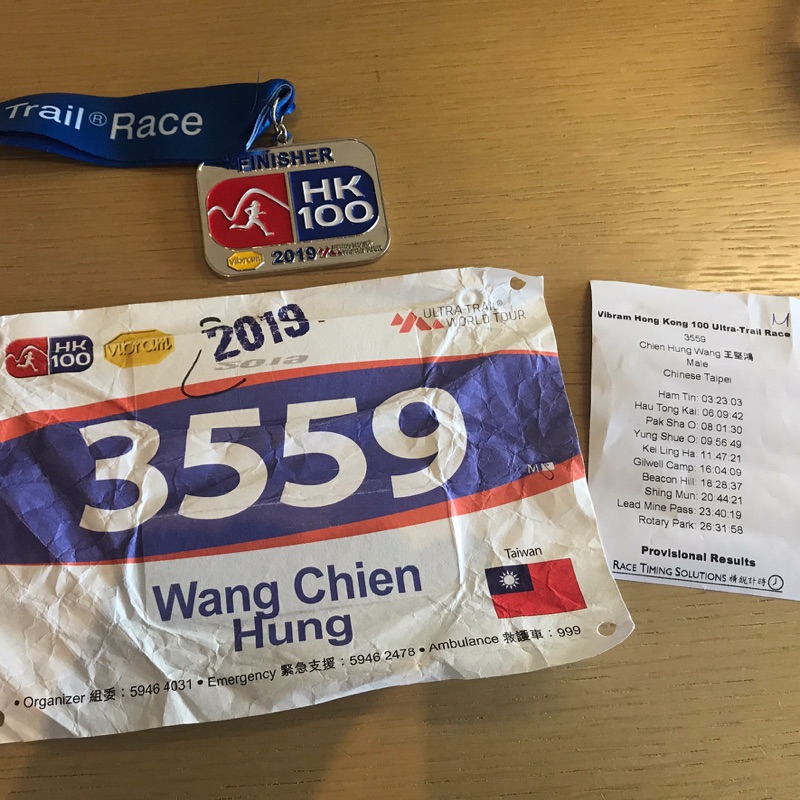 Trail® Race
FINISHER
HK
100
vibram
2019
HK
100
vibram
2019
2019
ULTRA-TRAIL®
WORLD TOUR
3559
M
Wang Chien
Hung
Taiwan
• Organizer 組委：5946 4031 • Emergency 緊急支援：5946 2478 • Ambulance 救護車：999
M
Vibram Hong Kong 100 Ultra-Trail Race
3559
Chien Hung Wang 王堅鴻
Male
Chinese Taipei
Ham Tin: 03:23.03
Hau Tong Kai: 06:09:42
Pak Sha O: 08:01:30
Yung Shue O: 09:56:49
Kei Ling Ha: 11:47:21
Gilwell Camp: 16:04:09
Beacon Hill: 18:28:37
Shing Mun: 20:44:21
Lead Mine Pass: 23:40:19
Rotary Park: 26:31:58
Provisional Results
RACE TIMING SOLUTIONS 橫銳計時